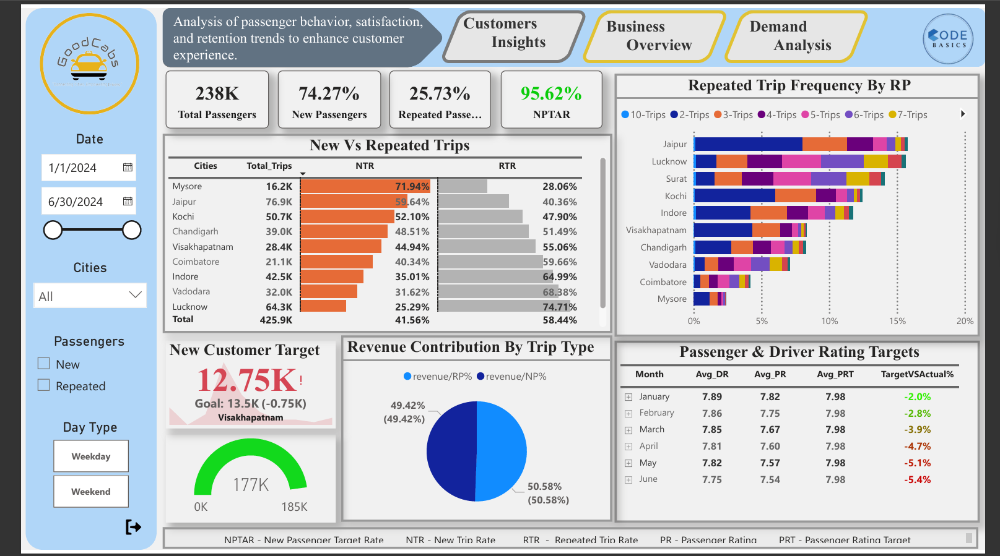 GoodCabs
Analysis of passenger behavior, satisfaction,
and retention trends to enhance customer
experience.
Customers
Insights
Business
Overview
Demand
Analysis
CODE
BASICS
Date
1/1/2024
6/30/2024
Cities
All
Passengers
New
Repeated
Day Type
Weekday
Weekend
238K
Total Passengers
74.27%
New Passengers
25.73%
Repeated Passe...
95.62%
NPTAR
New Vs Repeated Trips
Cities Total_Trips NTR RTR
Mysore 16.2K 71.94% 28.06%
Jaipur 76.9K 59.64% 40.36%
Kochi 50.7K 52.10% 47.90%
Chandigarh 39.0K 48.51% 51.49%
Visakhapatnam 28.4K 44.94% 55.06%
Coimbatore 21.1K 40.34% 59.66%
Indore 42.5K 35.01% 64.99%
Vadodara 32.0K 31.62% 68.38%
Lucknow 64.3K 25.29% 74.71%
Total 425.9K 41.56% 58.44%
Repeated Trip Frequency By RP
10-Trips 2-Trips 3-Trips 4-Trips 5-Trips 6-Trips 7-Trips
Jaipur
Lucknow
Surat
Kochi
Indore
Visakhapatnam
Chandigarh
Vadodara
Coimbatore
Mysore
0% 5% 10% 15% 20%
New Customer Target
12.75K!
Goal: 13.5K (-0.75K)
Visakhapatnam
177K
0K 185K
Revenue Contribution By Trip Type
revenue/RP% revenue/NP%
49.42%
(49.42%)
50.58%
(50.58%)
Passenger & Driver Rating Targets
Month Avg_DR Avg_PR Avg_PRT TargetVSActual%
January 7.89 7.82 7.98 -2.0%
February 7.86 7.75 7.98 -2.8%
March 7.85 7.67 7.98 -3.9%
April 7.81 7.60 7.98 -4.7%
May 7.82 7.57 7.98 -5.1%
June 7.75 7.54 7.98 -5.4%
NPTAR - New Passenger Target Rate NTR - New Trip Rate RTR - Repeated Trip Rate PR - Passenger Rating PRT - Passenger Rating Target